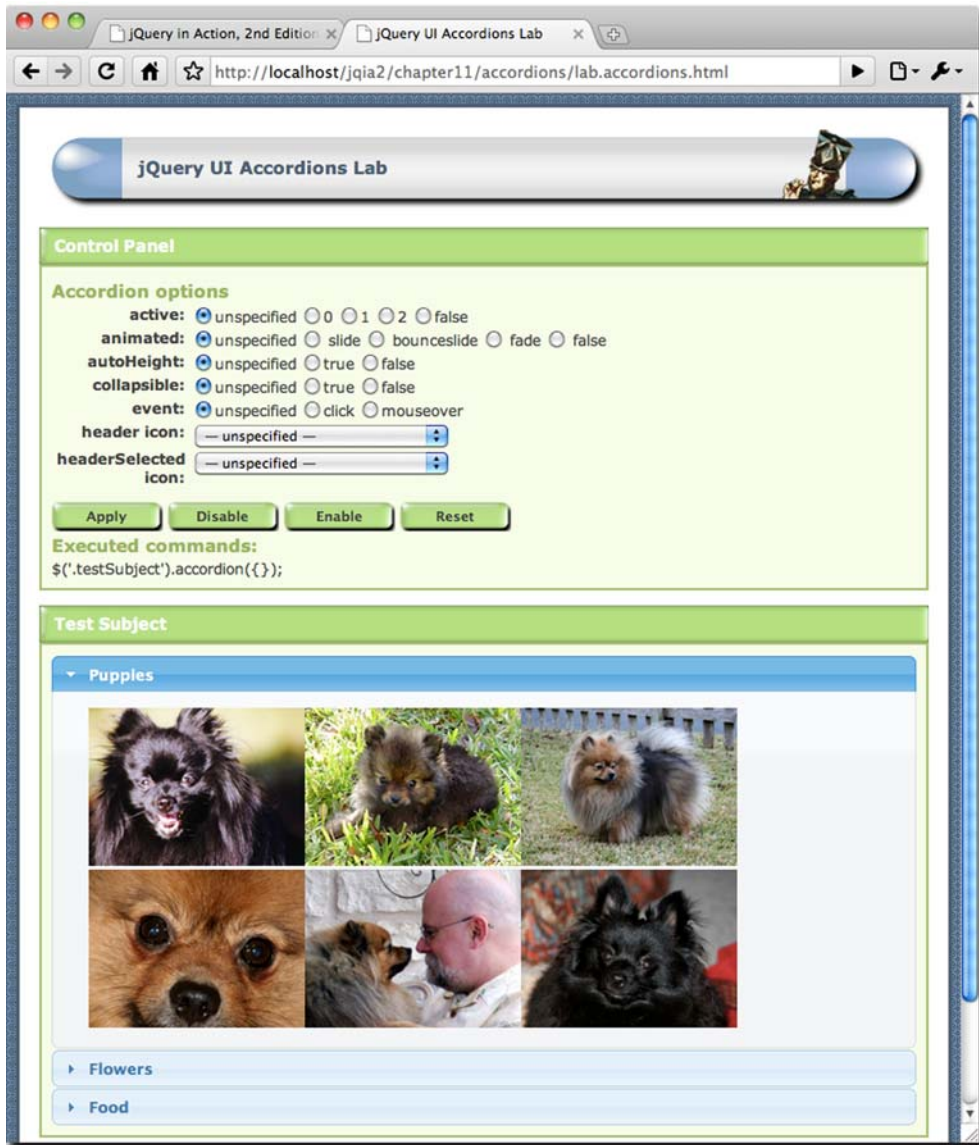 jQuery in Action, 2nd Edition
jQuery UI Accordions Lab
http://localhost/jqia2/chapter11/accordions/lab.accordions.html
jQuery UI Accordions Lab
Control Panel
Accordion options
active: unspecified 0 1 2 false
animated: unspecified slide bounceslide fade false
autoHeight: unspecified true false
collapsible: unspecified true false
event: unspecified click mouseover
header icon: — unspecified —
headerSelected icon: — unspecified —
Apply Disable Enable Reset
Executed commands:
$('.testSubject').accordion({});
Test Subject
Puppies
Flowers
Food